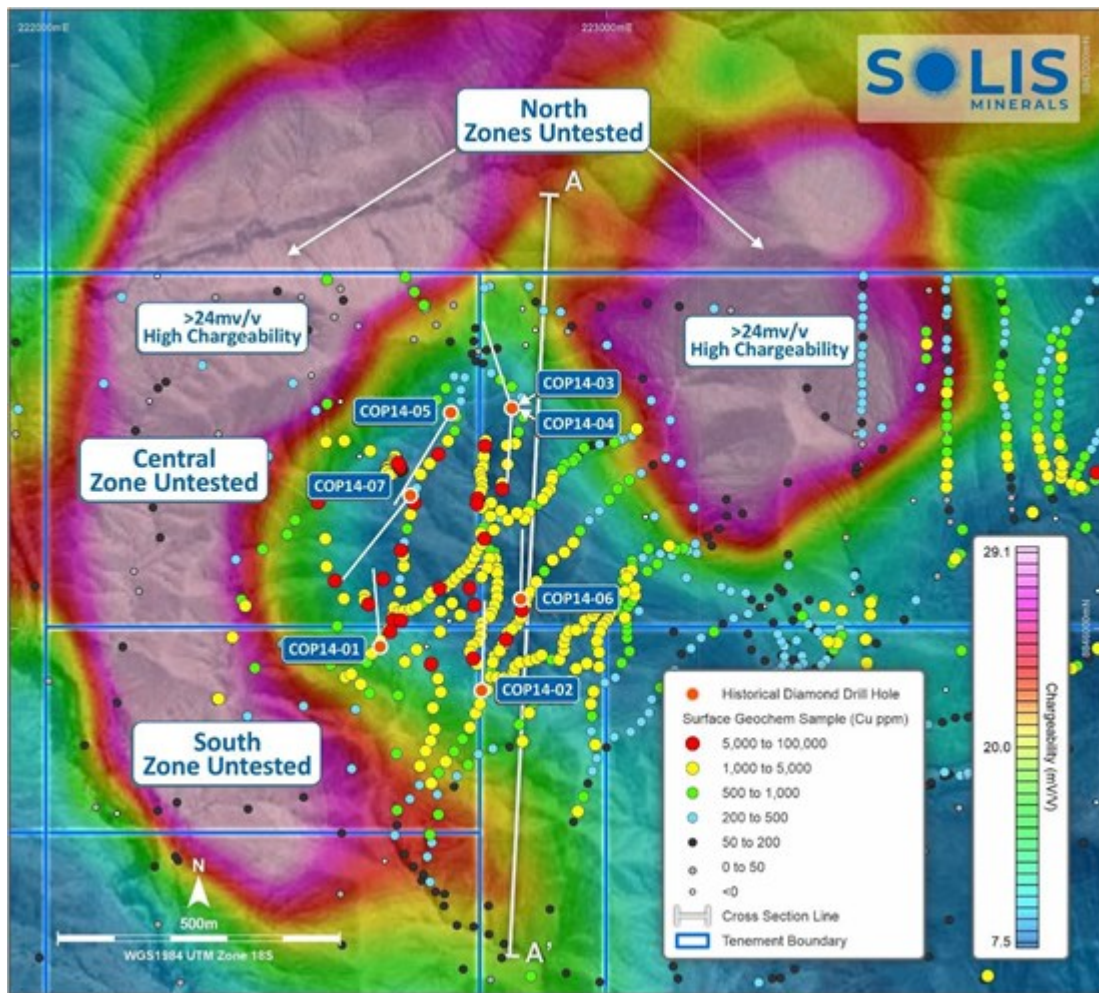 222000mE
223000mE
SOLIS
MINERALS
North
Zones Untested
A
>24mv/v
High Chargeability
>24mv/v
High Chargeability
COP14-03
COP14-05
COP14-04
Central
Zone Untested
COP14-07
COP14-06
COP14-01
COP14-02
South
Zone Untested
N
500m
WGS1984 UTM Zone 18S
A'
Historical Diamond Drill Hole
Surface Geochem Sample (Cu ppm)
5,000 to 100,000
1,000 to 5,000
500 to 1,000
200 to 500
50 to 200
0 to 50
<0
Cross Section Line
Tenement Boundary
29.1
20.0
7.5
Chargeability (mV/V)